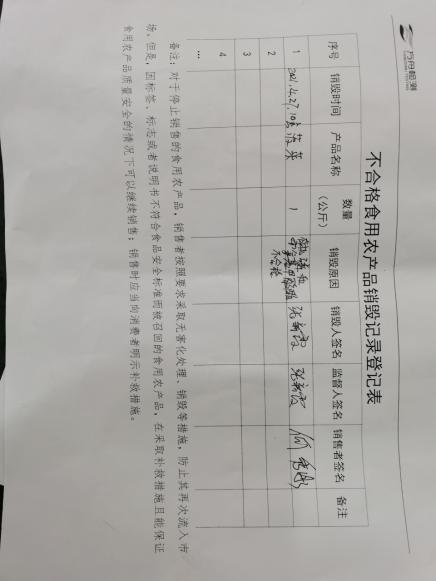 方舟检测
不合格食用农产品销毁记录登记表
序号 销毁时间 产品名称 数量（公斤） 销毁原因 销毁人签名 监督人签名 销售者签名 备注
1 2021.4.27 菠菜 1 不合格
2
3
4
...
备注：对于停止销售的食用农产品，销售者按照要求采取无害化处理、销毁等措施，防止其再次流入市
场。但是，因标签、标志或者说明书不符合食品安全标准而被召回的食用农产品，在采取补救措施且能保证
食用农产品质量安全的情况下可以继续销售；销售时应当向消费者明示补救措施。